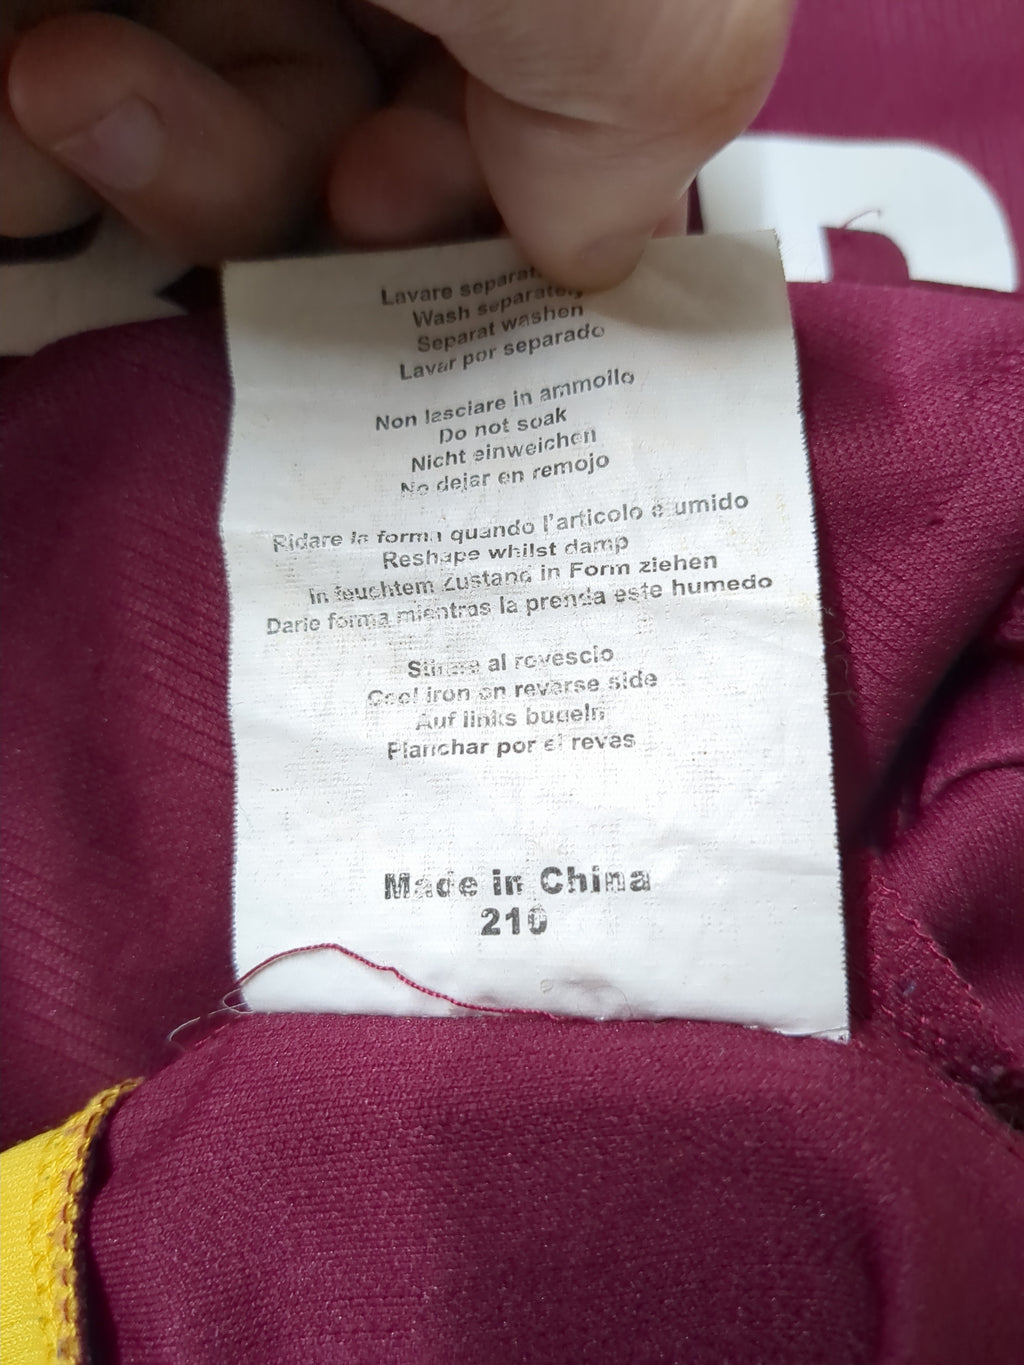 Lavare separat
Wash separately
Separat washen
Lavar por separado
Non lasciare in ammollo
Do not soak
Nicht einweichen
No dejar en remojo
Ridare la forma quando l'articolo è umido
Reshape whilst damp
In feuchtem Zustand in Form ziehen
Darle forma mientras la prenda este humedo
al rovescio
Cool iron on reverse side
Auf links bugeln
Planchar por el reves
Made in China
210